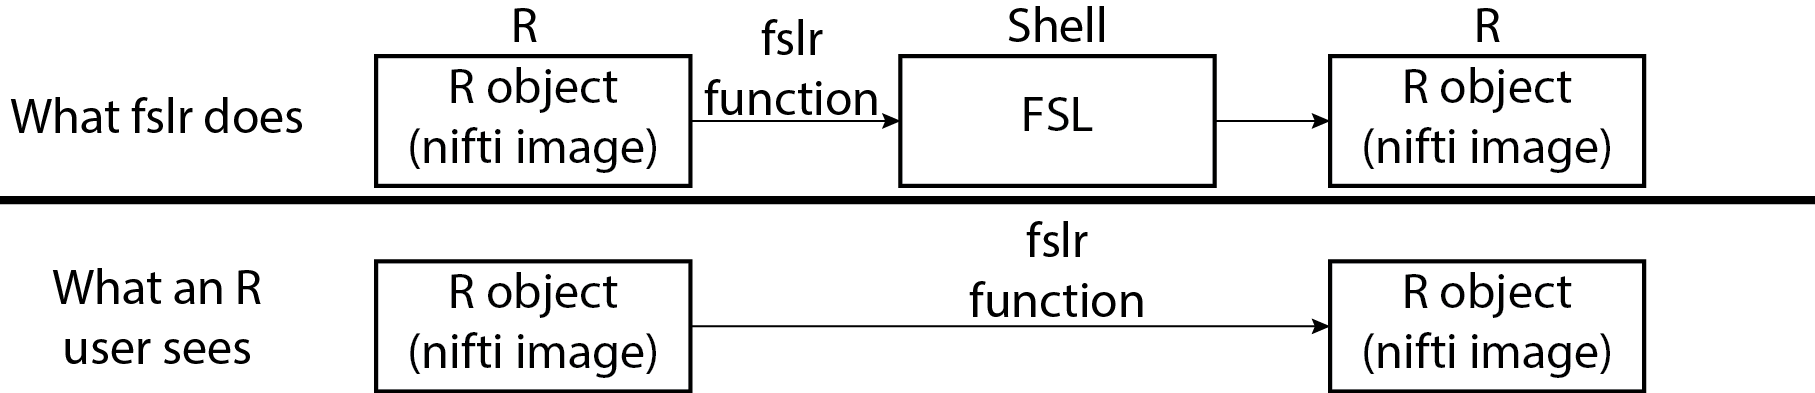 R
fslr
function
Shell
R
What fslr does
R object
(nifti image)
FSL
R object
(nifti image)
What an R
user sees
R object
(nifti image)
fslr
function
R object
(nifti image)